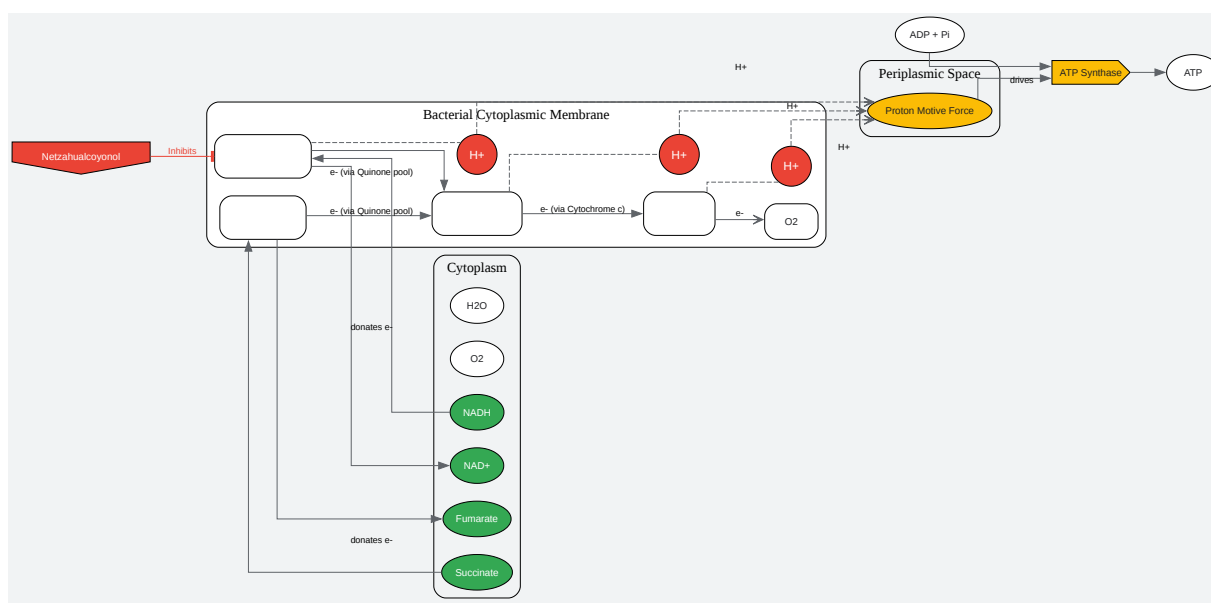 ADP + Pi
H+
Periplasmic Space
ATP Synthase
ATP
drives
Proton Motive Force
H+
Bacterial Cytoplasmic Membrane
H+
Netzahualcoyonol
Inhibits
H+
H+
H+
e- (via Quinone pool)
e- (via Quinone pool)
e- (via Cytochrome c)
e-
O2
Cytoplasm
H2O
donates e-
O2
NADH
NAD+
Fumarate
donates e-
Succinate